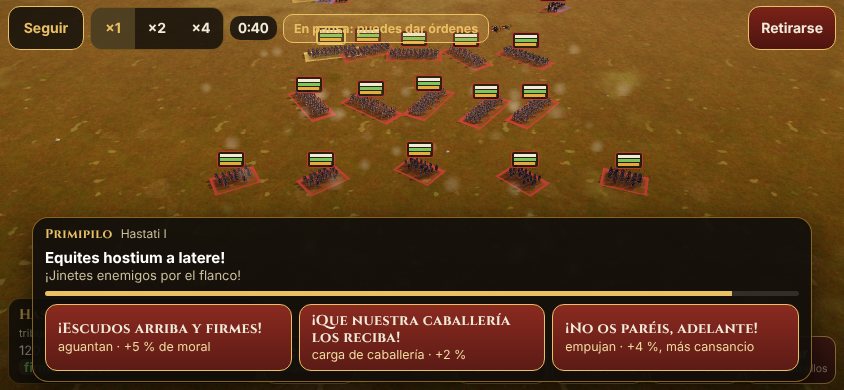 Seguir
×1 ×2 ×4
0:40
En pausa: puedes dar órdenes
Retirarse
Primipilo Hastati I
Equites hostium a latere!
¡Jinetes enemigos por el flanco!
¡Escudos arriba y firmes!
aguantan · +5 % de moral
¡Que nuestra caballería
los reciba!
carga de caballería · +2 %
¡No os paréis, adelante!
empujan · +4 %, más cansancio